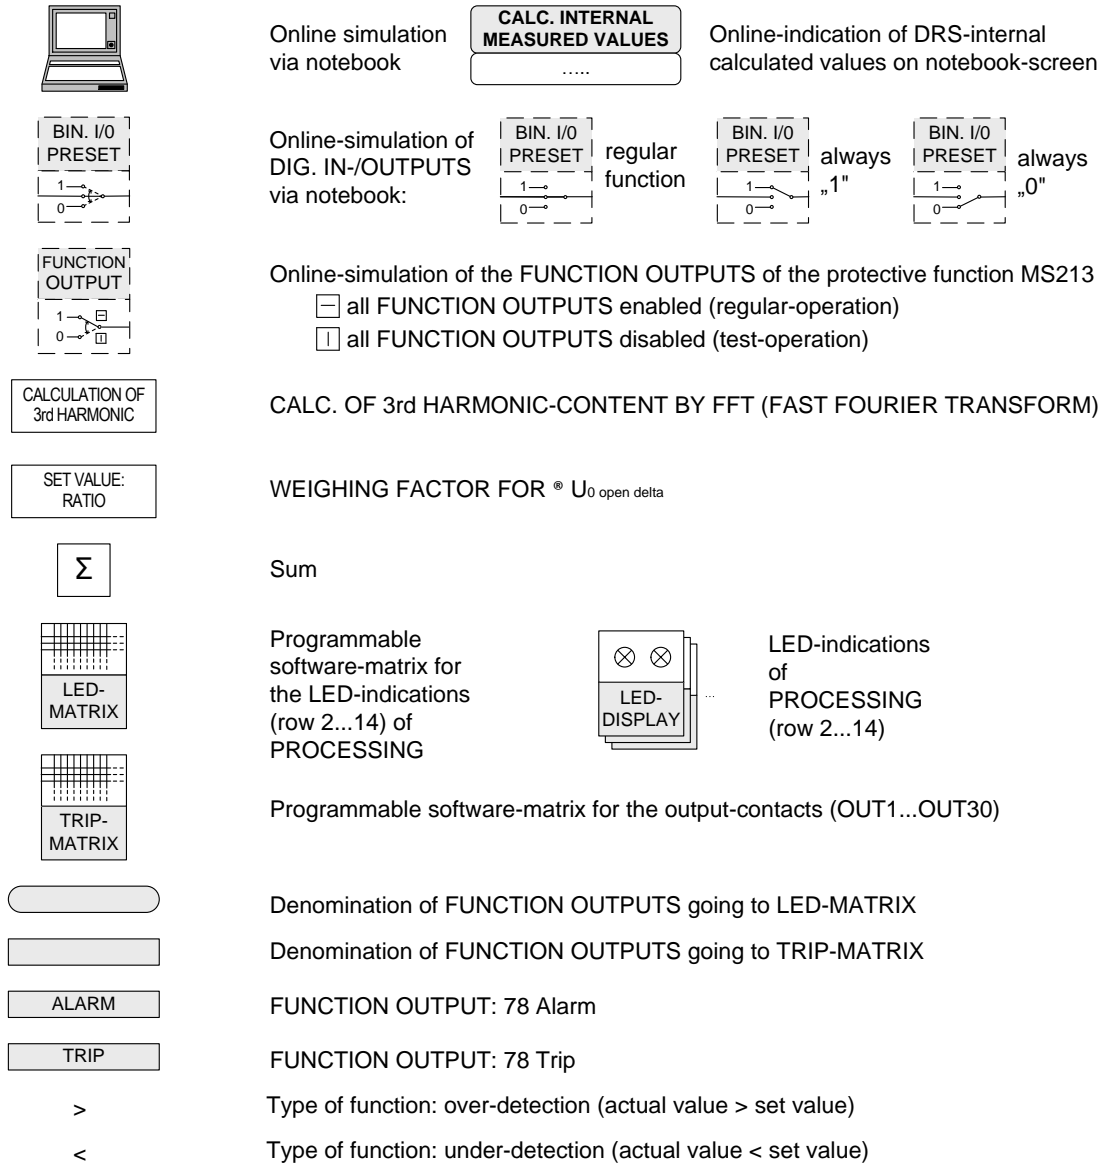 Online simulation
via notebook
CALC. INTERNAL
MEASURED VALUES
.....
Online-indication of DRS-internal
calculated values on notebook-screen
BIN. I/0
PRESET
1
0
Online-simulation of
DIG. IN-/OUTPUTS
via notebook:
BIN. I/0
PRESET
1
0
regular
function
BIN. I/0
PRESET
1
0
always
„1"
BIN. I/0
PRESET
1
0
always
„0"
FUNCTION
OUTPUT
1
0
Online-simulation of the FUNCTION OUTPUTS of the protective function MS213
all FUNCTION OUTPUTS enabled (regular-operation)
all FUNCTION OUTPUTS disabled (test-operation)
CALCULATION OF
3rd HARMONIC
CALC. OF 3rd HARMONIC-CONTENT BY FFT (FAST FOURIER TRANSFORM)
SET VALUE:
RATIO
WEIGHING FACTOR FOR ® U0 open delta
Σ
Sum
LED-
MATRIX
Programmable
software-matrix for
the LED-indications
(row 2...14) of
PROCESSING
LED-
DISPLAY
...
LED-indications
of
PROCESSING
(row 2...14)
TRIP-
MATRIX
Programmable software-matrix for the output-contacts (OUT1...OUT30)
Denomination of FUNCTION OUTPUTS going to LED-MATRIX
Denomination of FUNCTION OUTPUTS going to TRIP-MATRIX
ALARM
FUNCTION OUTPUT: 78 Alarm
TRIP
FUNCTION OUTPUT: 78 Trip
>
Type of function: over-detection (actual value > set value)
<
Type of function: under-detection (actual value < set value)